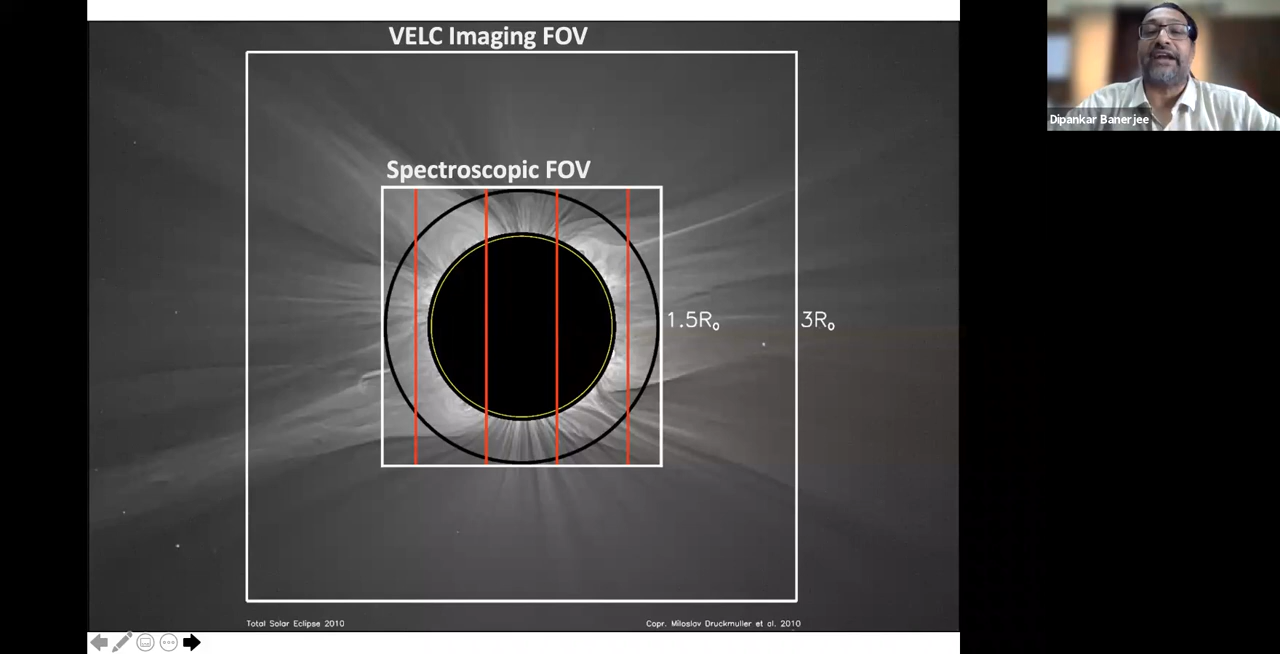 VELC Imaging FOV
Spectroscopic FOV
1.5R₀
3R₀
Total Solar Eclipse 2010
Copr. Miloslav Druckmuller et al. 2010
Dipankar Banerjee